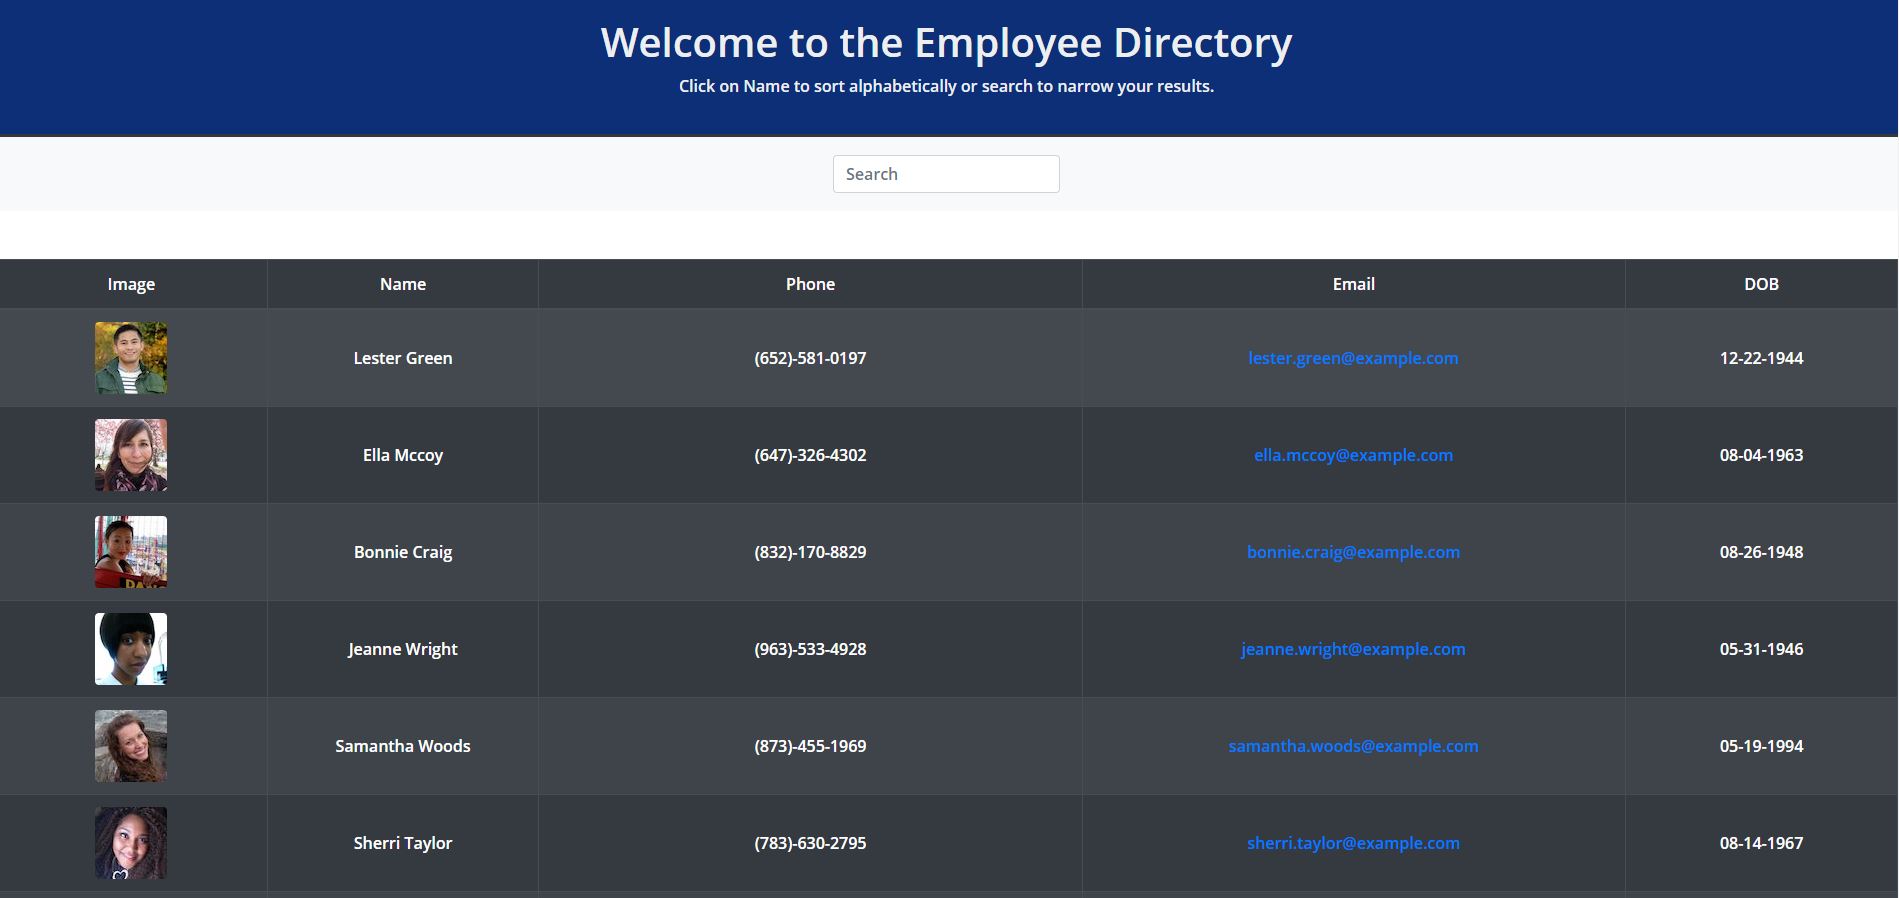 Welcome to the Employee Directory
Click on Name to sort alphabetically or search to narrow your results.
Search
Image Name Phone Email DOB
Lester Green (652)-581-0197 lester.green@example.com 12-22-1944
Ella Mccoy (647)-326-4302 ella.mccoy@example.com 08-04-1963
Bonnie Craig (832)-170-8829 bonnie.craig@example.com 08-26-1948
Jeanne Wright (963)-533-4928 jeanne.wright@example.com 05-31-1946
Samantha Woods (873)-455-1969 samantha.woods@example.com 05-19-1994
Sherri Taylor (783)-630-2795 sherri.taylor@example.com 08-14-1967